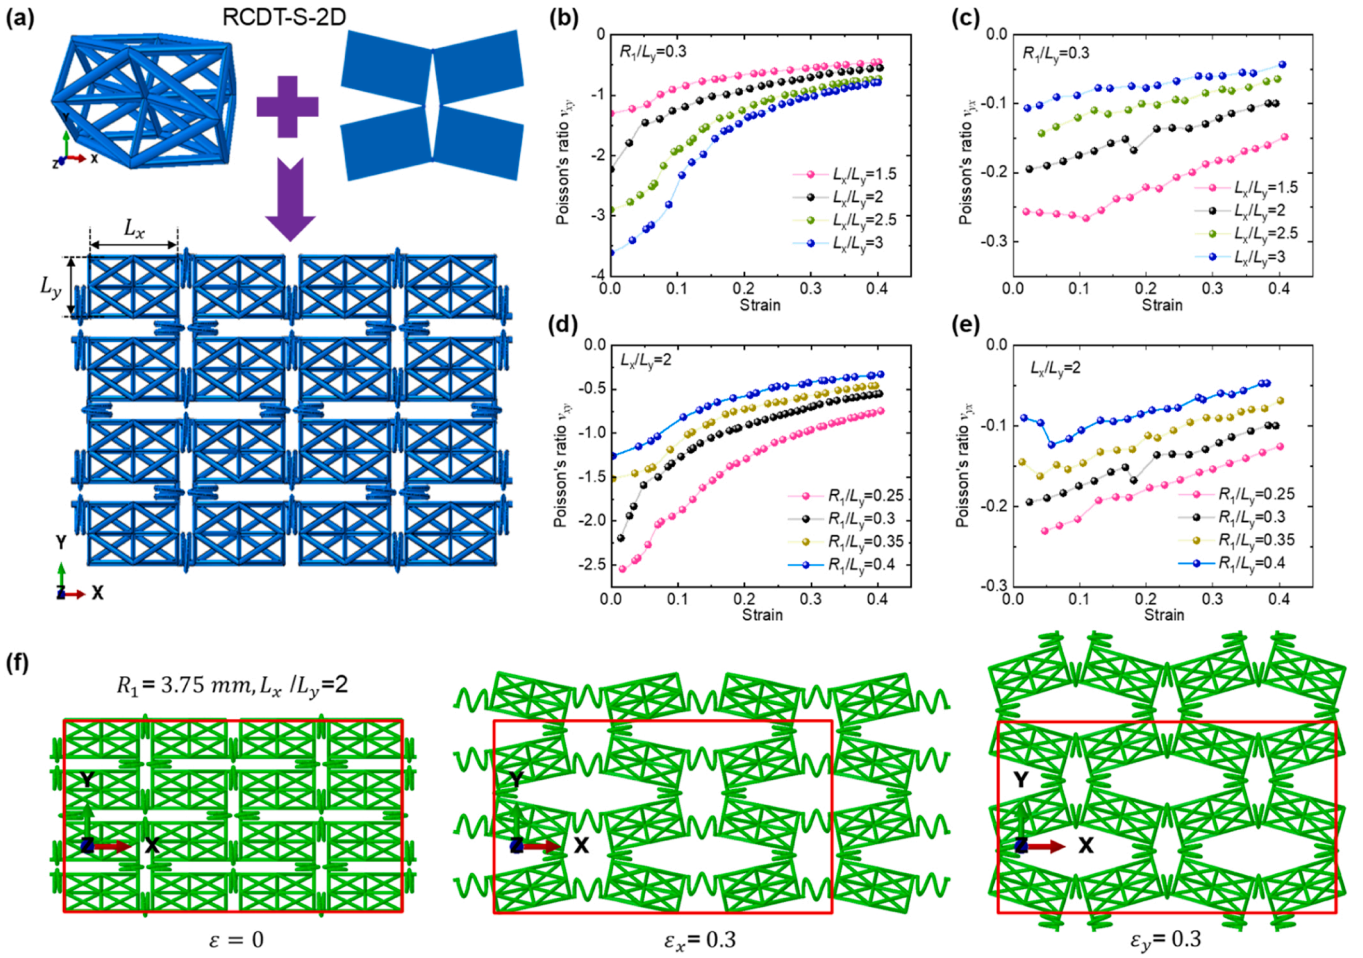 (a)
RCDT-S-2D
Z
X
Lx
Ly
Y
Z
X
(b)
R1/Ly=0.3
0
-1
-2
-3
-4
Poisson's ratio vxy
Lx/Ly=1.5
Lx/Ly=2
Lx/Ly=2.5
Lx/Ly=3
0.0 0.1 0.2 0.3 0.4
Strain
(c)
R1/Ly=0.3
0.0
-0.1
-0.2
-0.3
Poisson's ratio vyx
Lx/Ly=1.5
Lx/Ly=2
Lx/Ly=2.5
Lx/Ly=3
0.0 0.1 0.2 0.3 0.4
Strain
(d)
Lx/Ly=2
0.0
-0.5
-1.0
-1.5
-2.0
-2.5
Poisson's ratio vxy
R1/Ly=0.25
R1/Ly=0.3
R1/Ly=0.35
R1/Ly=0.4
0.0 0.1 0.2 0.3 0.4
Strain
(e)
Lx/Ly=2
0.0
-0.1
-0.2
-0.3
Poisson's ratio vyx
R1/Ly=0.25
R1/Ly=0.3
R1/Ly=0.35
R1/Ly=0.4
0.0 0.1 0.2 0.3 0.4
Strain
(f)
R1= 3.75 mm, Lx /Ly=2
Y
Z
X
ε = 0
Y
Z
X
εx= 0.3
Y
Z
X
εy= 0.3